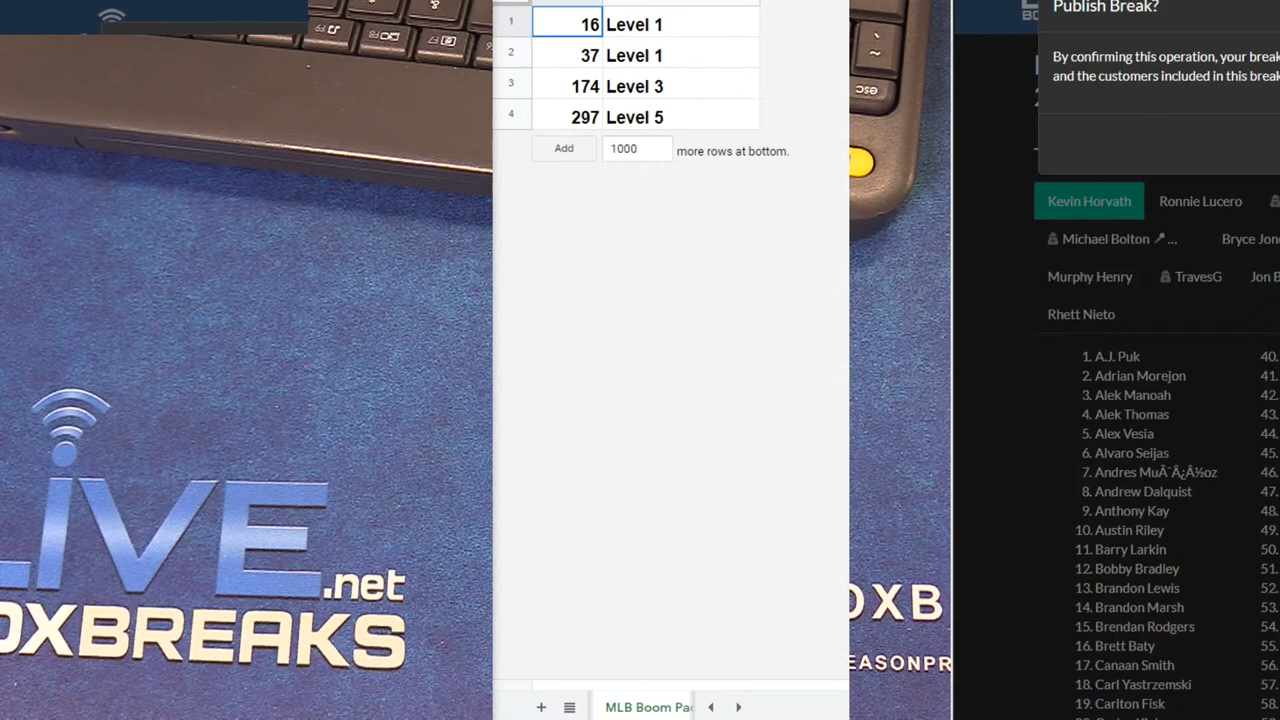 1 16 Level 1
2 37 Level 1
3 174 Level 3
4 297 Level 5
Add 1000 more rows at bottom.
MLB Boom Pac
LIVE.net
OXBREAKS
esc
OXB
EASONPR
Publish Break?
By confirming this operation, your break
and the customers included in this break
Kevin Horvath Ronnie Lucero
Michael Bolton ... Bryce Jone
Murphy Henry TravesG Jon B
Rhett Nieto
1. A.J. Puk 40.
2. Adrian Morejon 41.
3. Alek Manoah 42.
4. Alek Thomas 43.
5. Alex Vesia 44.
6. Alvaro Seijas 45.
7. Andres MuÃ¯Â¿Â½oz 46.
8. Andrew Dalquist 47.
9. Anthony Kay 48.
10. Austin Riley 49.
11. Barry Larkin 50.
12. Bobby Bradley 51.
13. Brandon Lewis 52.
14. Brandon Marsh 53.
15. Brendan Rodgers 54.
16. Brett Baty 55.
17. Canaan Smith 56.
18. Carl Yastrzemski 57.
19. Carlton Fisk 58.